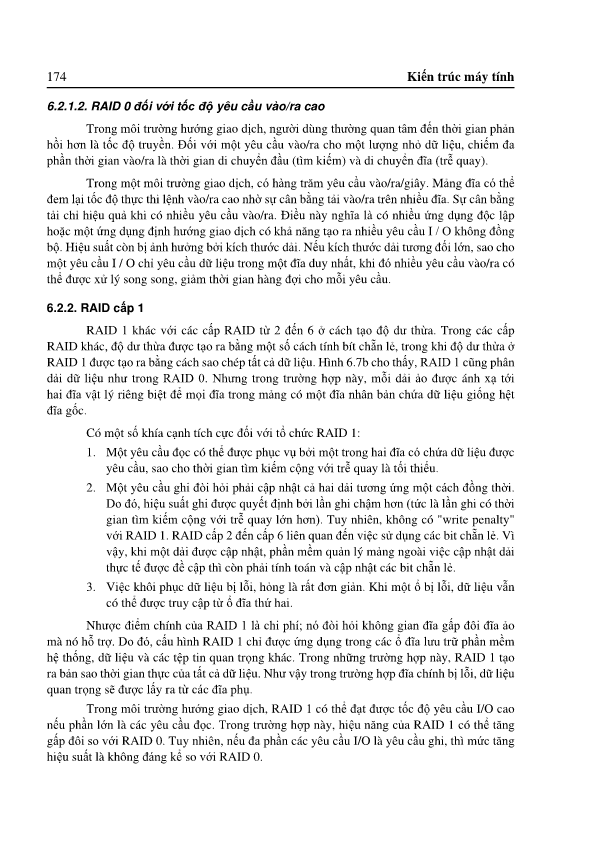 174 Kiến trúc máy tính
6.2.1.2. RAID 0 đối với tốc độ yêu cầu vào/ra cao
Trong môi trường hướng giao dịch, người dùng thường quan tâm đến thời gian phản
hồi hơn là tốc độ truyền. Đối với một yêu cầu vào/ra cho một lượng nhỏ dữ liệu, chiếm đa
phần thời gian vào/ra là thời gian di chuyển đầu (tìm kiếm) và di chuyển đĩa (trễ quay).
Trong một môi trường giao dịch, có hàng trăm yêu cầu vào/ra/giây. Mảng đĩa có thể
đem lại tốc độ thực thi lệnh vào/ra cao nhờ sự cân bằng tải vào/ra trên nhiều đĩa. Sự cân bằng
tải chỉ hiệu quả khi có nhiều yêu cầu vào/ra. Điều này nghĩa là có nhiều ứng dụng độc lập
hoặc một ứng dụng định hướng giao dịch có khả năng tạo ra nhiều yêu cầu I / O không đồng
bộ. Hiệu suất còn bị ảnh hưởng bởi kích thước dải. Nếu kích thước dải tương đối lớn, sao cho
một yêu cầu I / O chỉ yêu cầu dữ liệu trong một đĩa duy nhất, khi đó nhiều yêu cầu vào/ra có
thể được xử lý song song, giảm thời gian hàng đợi cho mỗi yêu cầu.
6.2.2. RAID cấp 1
RAID 1 khác với các cấp RAID từ 2 đến 6 ở cách tạo độ dư thừa. Trong các cấp
RAID khác, độ dư thừa được tạo ra bằng một số cách tính bít chẵn lẻ, trong khi độ dư thừa ở
RAID 1 được tạo ra bằng cách sao chép tất cả dữ liệu. Hình 6.7b cho thấy, RAID 1 cũng phân
dải dữ liệu như trong RAID 0. Nhưng trong trường hợp này, mỗi dải ảo được ánh xạ tới
hai đĩa vật lý riêng biệt để mọi đĩa trong mảng có một đĩa nhân bản chứa dữ liệu giống hệt
đĩa gốc.
Có một số khía cạnh tích cực đối với tổ chức RAID 1:
1. Một yêu cầu đọc có thể được phục vụ bởi một trong hai đĩa có chứa dữ liệu được
yêu cầu, sao cho thời gian tìm kiếm cộng với trễ quay là tối thiểu.
2. Một yêu cầu ghi đòi hỏi phải cập nhật cả hai dải tương ứng một cách đồng thời.
Do đó, hiệu suất ghi được quyết định bởi lần ghi chậm hơn (tức là lần ghi có thời
gian tìm kiếm cộng với trễ quay lớn hơn). Tuy nhiên, không có "write penalty"
với RAID 1. RAID cấp 2 đến cấp 6 liên quan đến việc sử dụng các bit chẵn lẻ. Vì
vậy, khi một dải được cập nhật, phần mềm quản lý mảng ngoài việc cập nhật dải
thực tế được đề cập thì còn phải tính toán và cập nhật các bit chẵn lẻ.
3. Việc khôi phục dữ liệu bị lỗi, hỏng là rất đơn giản. Khi một ổ bị lỗi, dữ liệu vẫn
có thể được truy cập từ ổ đĩa thứ hai.
Nhược điểm chính của RAID 1 là chi phí; nó đòi hỏi không gian đĩa gấp đôi đĩa ảo
mà nó hỗ trợ. Do đó, cấu hình RAID 1 chỉ được ứng dụng trong các ổ đĩa lưu trữ phần mềm
hệ thống, dữ liệu và các tệp tin quan trọng khác. Trong những trường hợp này, RAID 1 tạo
ra bản sao thời gian thực của tất cả dữ liệu. Như vậy trong trường hợp đĩa chính bị lỗi, dữ liệu
quan trọng sẽ được lấy ra từ các đĩa phụ.
Trong môi trường hướng giao dịch, RAID 1 có thể đạt được tốc độ yêu cầu I/O cao
nếu phần lớn là các yêu cầu đọc. Trong trường hợp này, hiệu năng của RAID 1 có thể tăng
gấp đôi so với RAID 0. Tuy nhiên, nếu đa phần các yêu cầu I/O là yêu cầu ghi, thì mức tăng
hiệu suất là không đáng kể so với RAID 0.